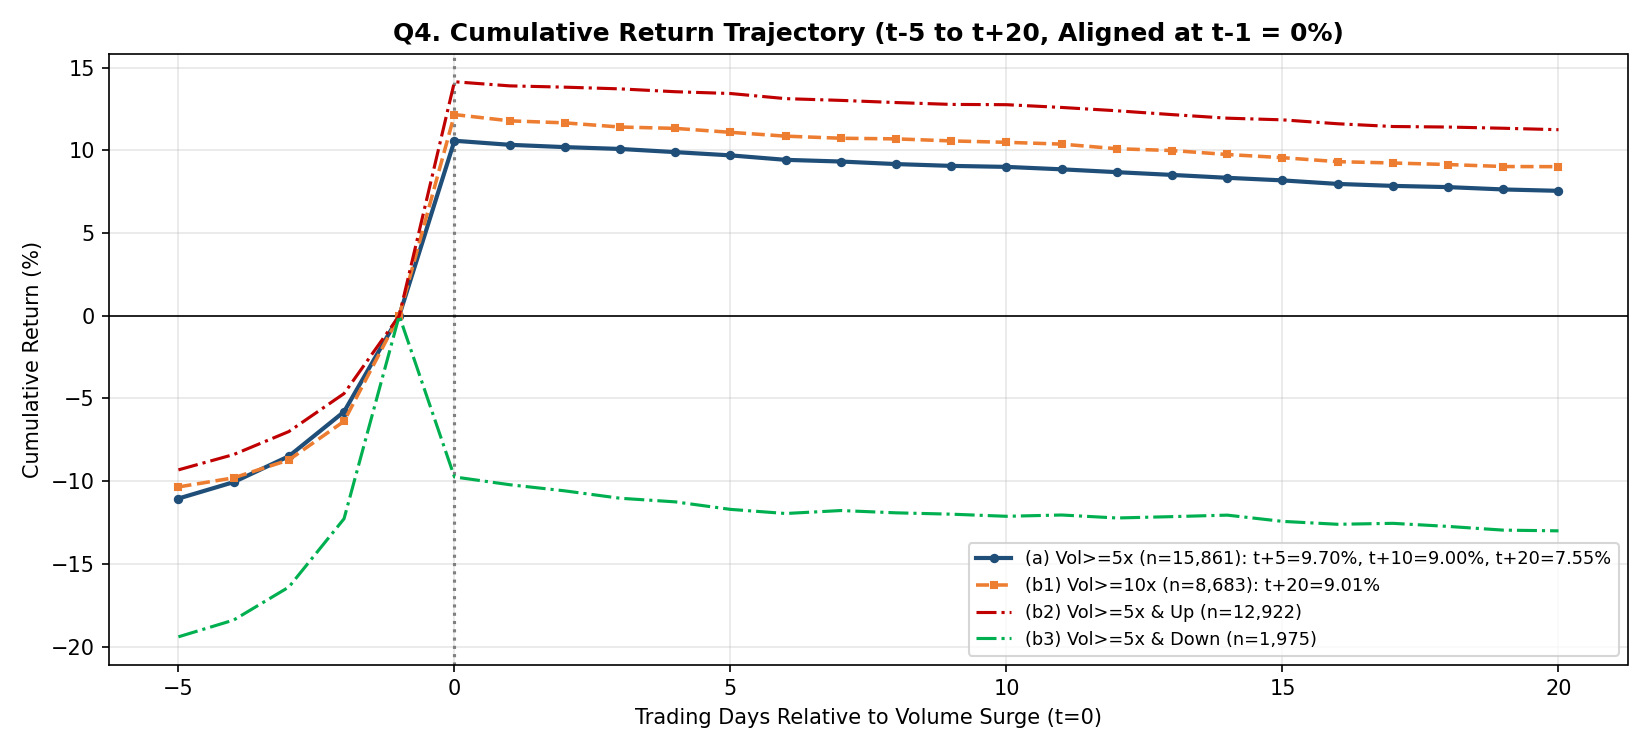 Q4. Cumulative Return Trajectory (t-5 to t+20, Aligned at t-1 = 0%)
Cumulative Return (%)
15
10
5
0
−5
−10
−15
−20
(a) Vol>=5x (n=15,861): t+5=9.70%, t+10=9.00%, t+20=7.55%
(b1) Vol>=10x (n=8,683): t+20=9.01%
(b2) Vol>=5x & Up (n=12,922)
(b3) Vol>=5x & Down (n=1,975)
−5 0 5 10 15 20
Trading Days Relative to Volume Surge (t=0)